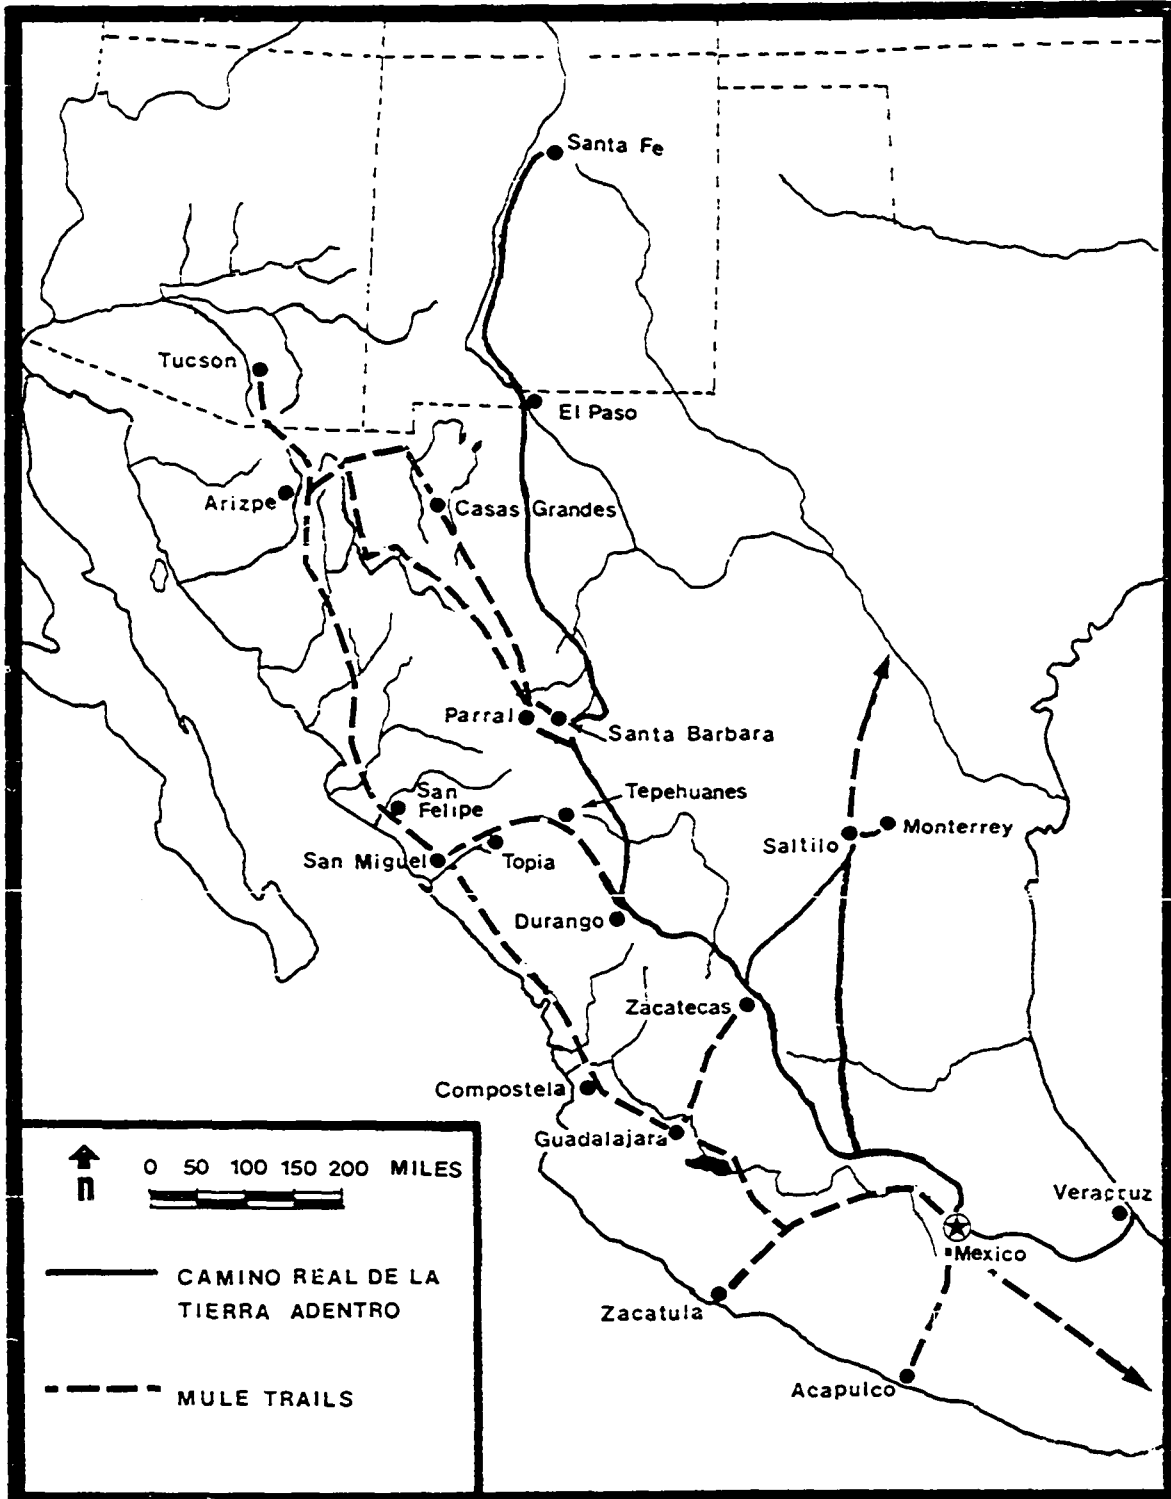 Santa Fe
Tucson
El Paso
Arizpe
Casas Grandes
Parral
Santa Barbara
San
Felipe
Tepehuanes
Saltilo
Monterrey
San Miguel
Topia
Durango
Zacatecas
Compostela
Guadalajara
Veracruz
Mexico
Zacatula
Acapulco
n
0 50 100 150 200 MILES
CAMINO REAL DE LA
TIERRA ADENTRO
MULE TRAILS